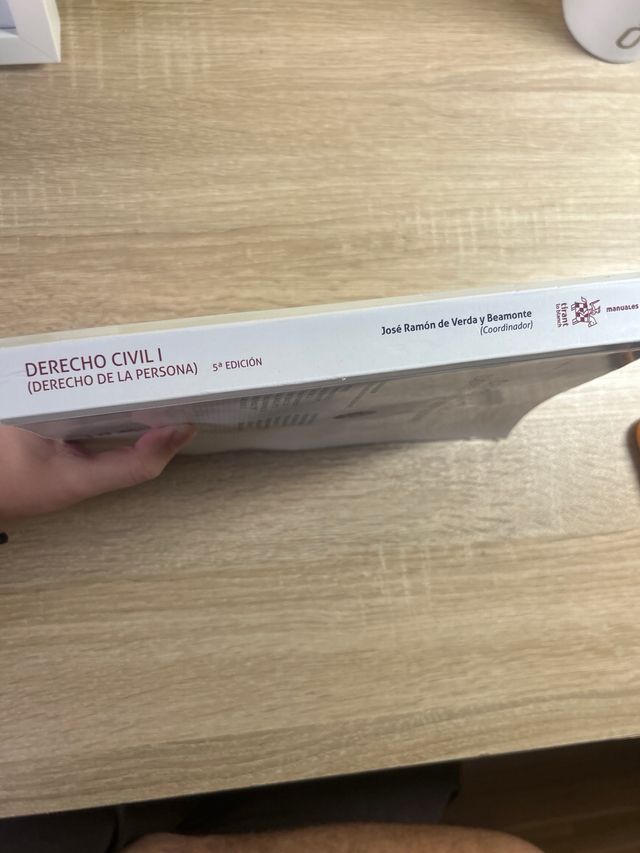 DERECHO CIVIL I
(DERECHO DE LA PERSONA) 5ª EDICIÓN
José Ramón de Verda y Beamonte
(Coordinador)
tirant
lo blanch
manuales